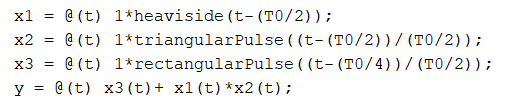 x1 = @(t) 1*heaviside(t-(T0/2));
x2 = @(t) 1*triangularPulse((t-(T0/2))/(T0/2));
x3 = @(t) 1*rectangularPulse((t-(T0/4))/(T0/2));
y = @(t) x3(t)+ x1(t)*x2(t);